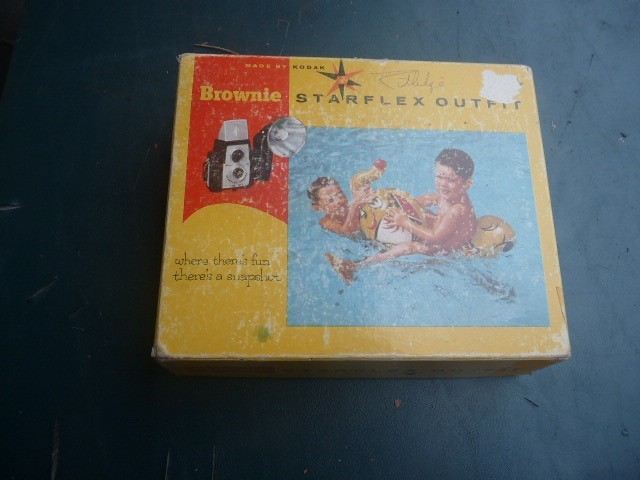 MADE BY KODAK
Brownie
STARFLEX OUTFIT
where there's fun
there's a snapshot